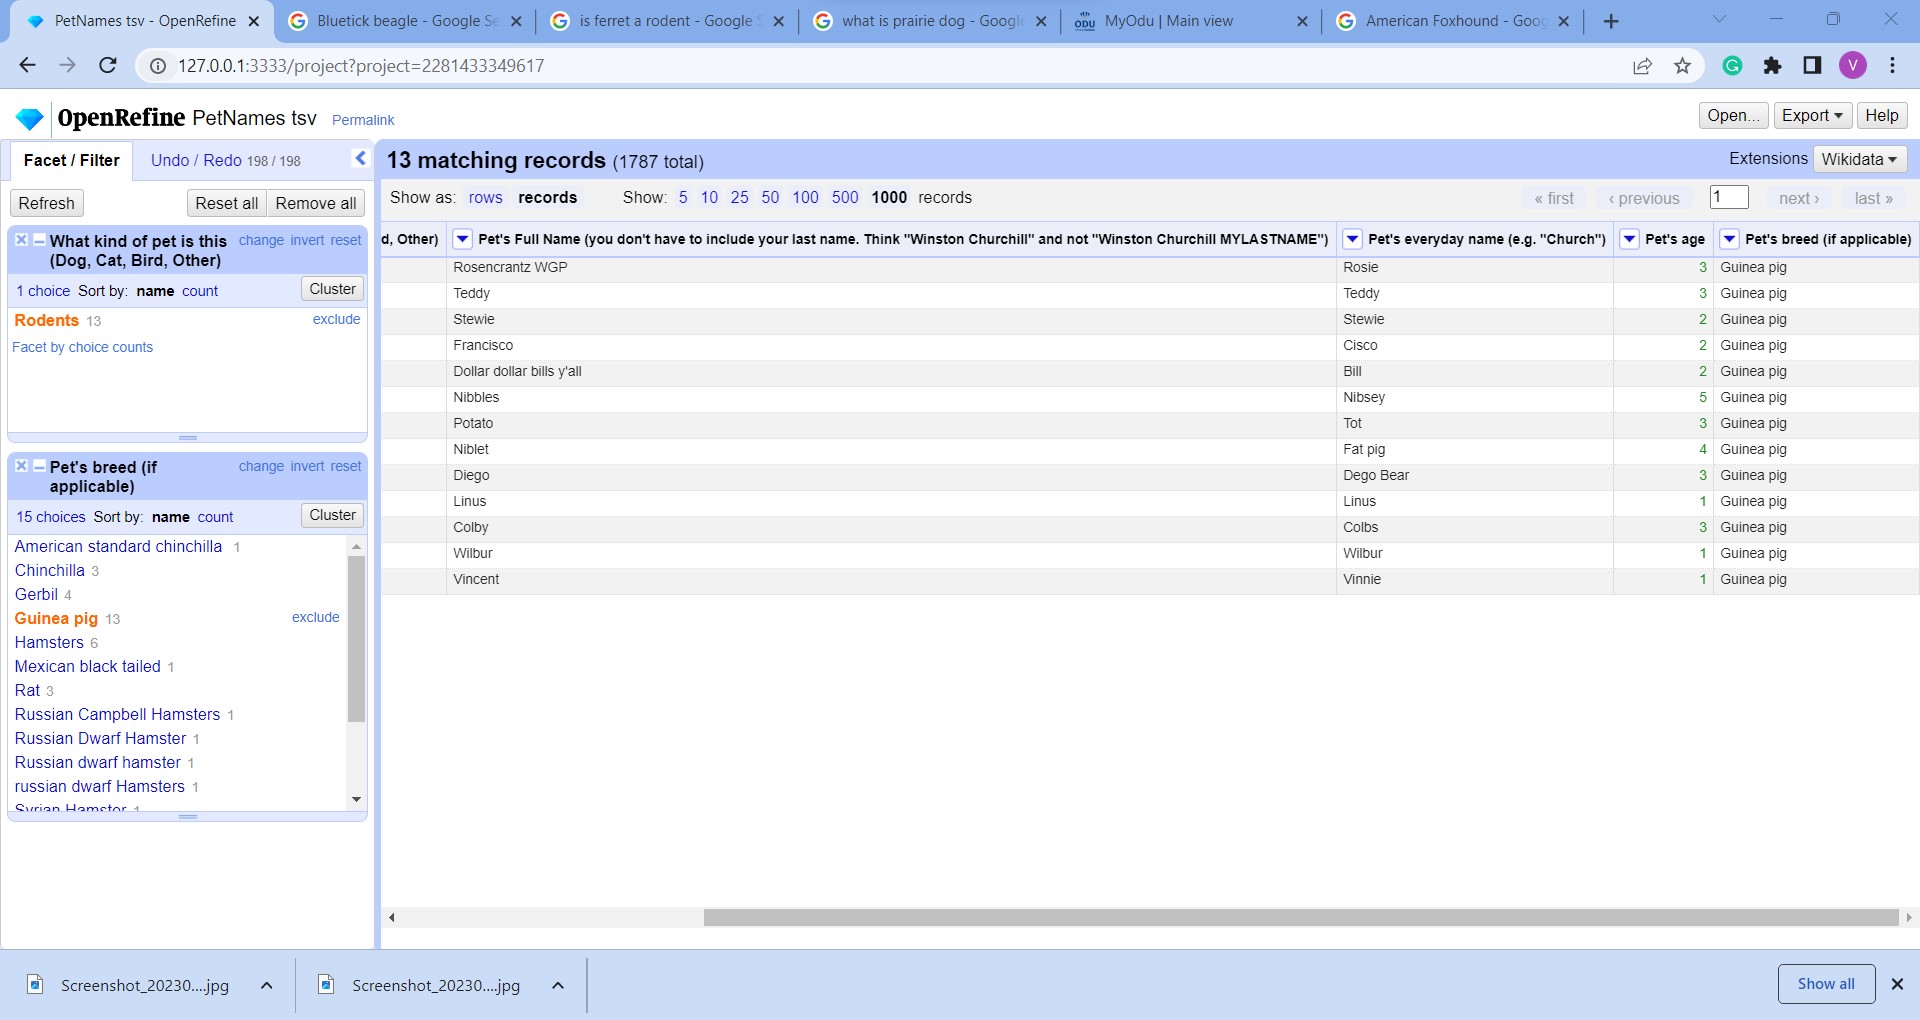 PetNames tsv - OpenRefine
Bluetick beagle - Google Se
is ferret a rodent - Google S
what is prairie dog - Google
ODU MyOdu | Main view
American Foxhound - Goog
127.0.0.1:3333/project?project=2281433349617
V
OpenRefine PetNames tsv Permalink
Open... Export Help
Facet / Filter Undo / Redo 198 / 198
13 matching records (1787 total)
Extensions Wikidata
Refresh Reset all Remove all
Show as: rows records Show: 5 10 25 50 100 500 1000 records
« first ‹ previous 1 next › last »
What kind of pet is this (Dog, Cat, Bird, Other)
change invert reset
1 choice Sort by: name count Cluster
Rodents 13 exclude
Facet by choice counts
Pet's breed (if applicable)
change invert reset
15 choices Sort by: name count Cluster
American standard chinchilla 1
Chinchilla 3
Gerbil 4
Guinea pig 13 exclude
Hamsters 6
Mexican black tailed 1
Rat 3
Russian Campbell Hamsters 1
Russian Dwarf Hamster 1
Russian dwarf hamster 1
russian dwarf Hamsters 1
Syrian Hamster 1
d, Other) Pet's Full Name (you don't have to include your last name. Think "Winston Churchill" and not "Winston Churchill MYLASTNAME") Pet's everyday name (e.g. "Church") Pet's age Pet's breed (if applicable)
Rosencrantz WGP Rosie 3 Guinea pig
Teddy Teddy 3 Guinea pig
Stewie Stewie 2 Guinea pig
Francisco Cisco 2 Guinea pig
Dollar dollar bills y'all Bill 2 Guinea pig
Nibbles Nibsey 5 Guinea pig
Potato Tot 3 Guinea pig
Niblet Fat pig 4 Guinea pig
Diego Dego Bear 3 Guinea pig
Linus Linus 1 Guinea pig
Colby Colbs 3 Guinea pig
Wilbur Wilbur 1 Guinea pig
Vincent Vinnie 1 Guinea pig
Screenshot_20230....jpg
Screenshot_20230....jpg
Show all